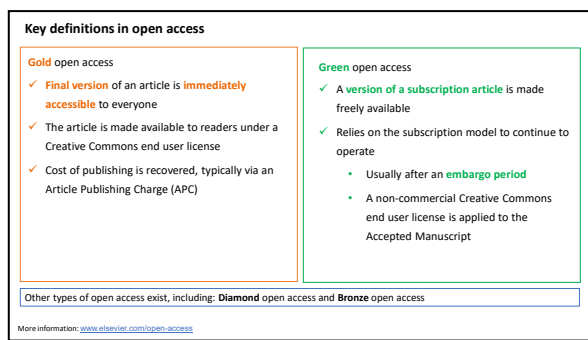 Key definitions in open access
Gold open access
✓ Final version of an article is immediately
accessible to everyone
✓ The article is made available to readers under a
Creative Commons end user license
✓ Cost of publishing is recovered, typically via an
Article Publishing Charge (APC)
Green open access
✓ A version of a subscription article is made
freely available
✓ Relies on the subscription model to continue to
operate
• Usually after an embargo period
• A non-commercial Creative Commons
end user license is applied to the
Accepted Manuscript
Other types of open access exist, including: Diamond open access and Bronze open access
More information: www.elsevier.com/open-access